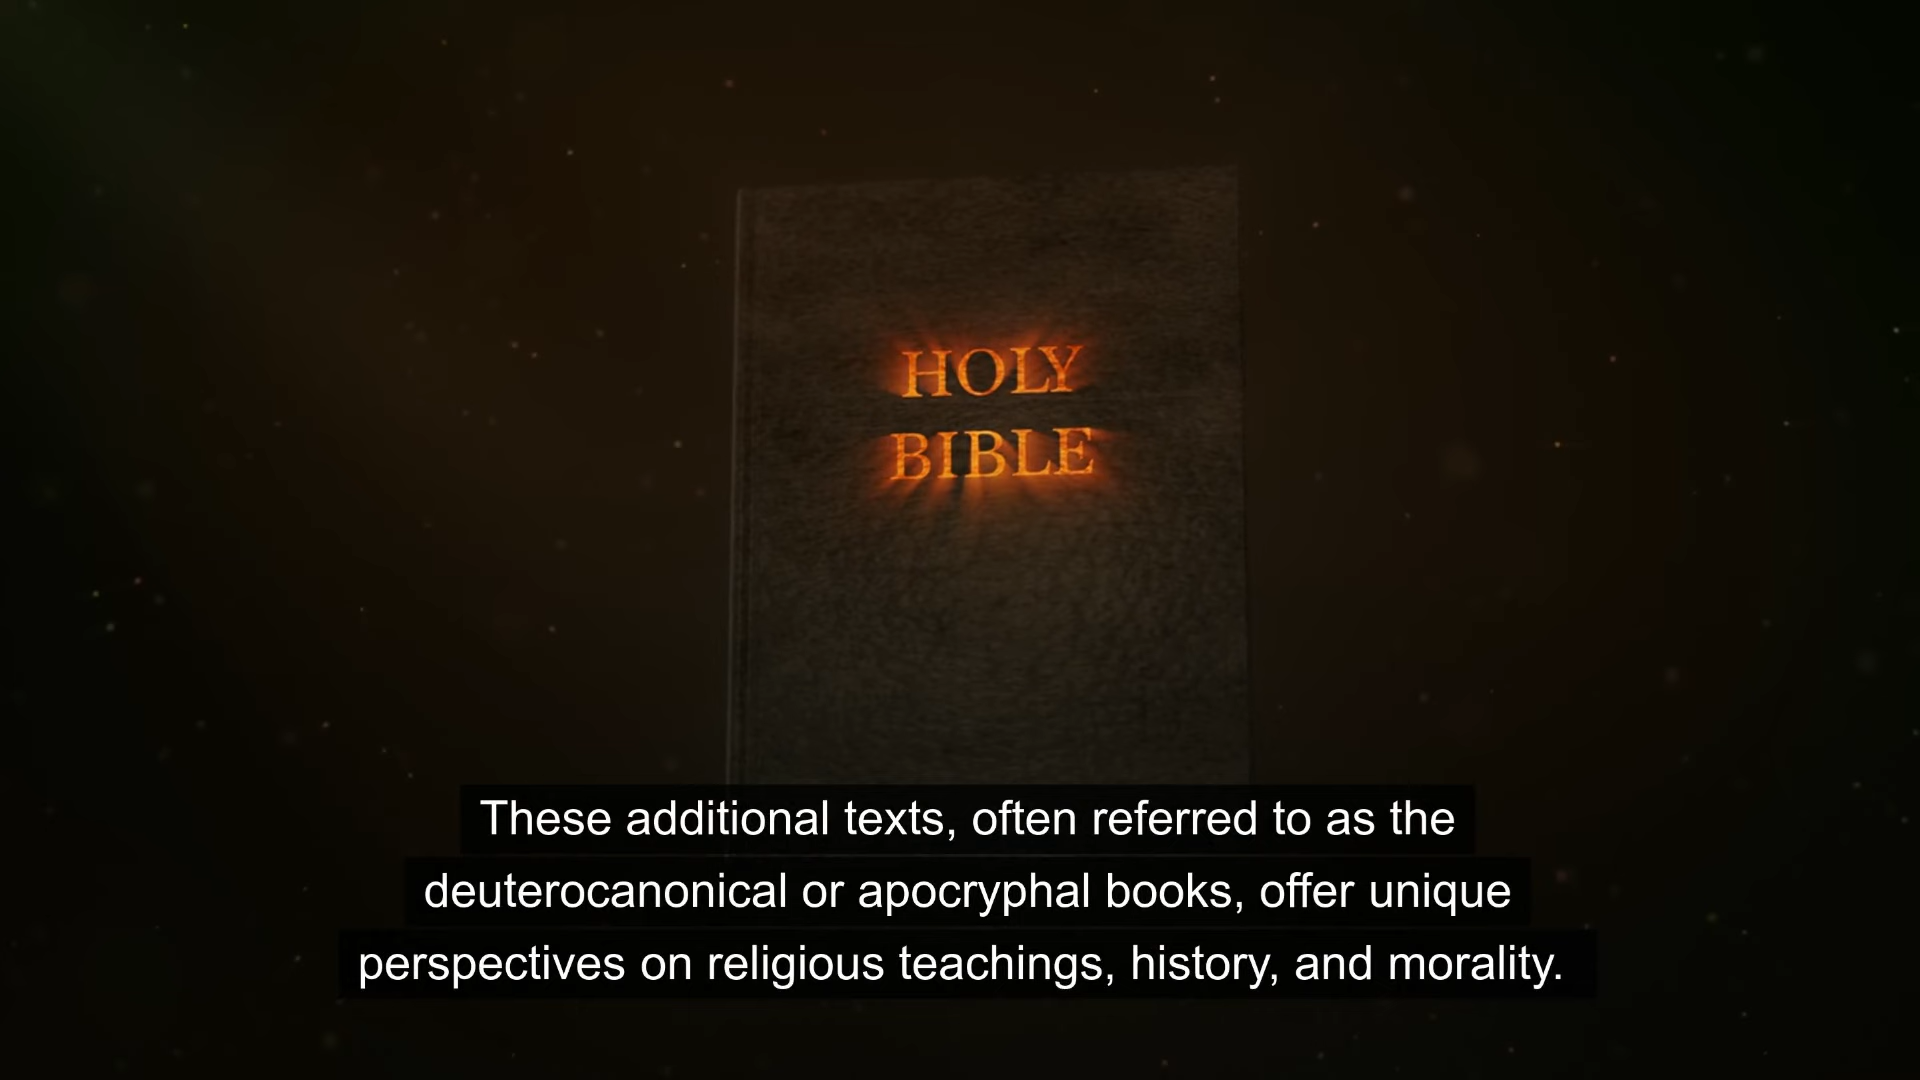 HOLY
BIBLE
These additional texts, often referred to as the
deuterocanonical or apocryphal books, offer unique
perspectives on religious teachings, history, and morality.